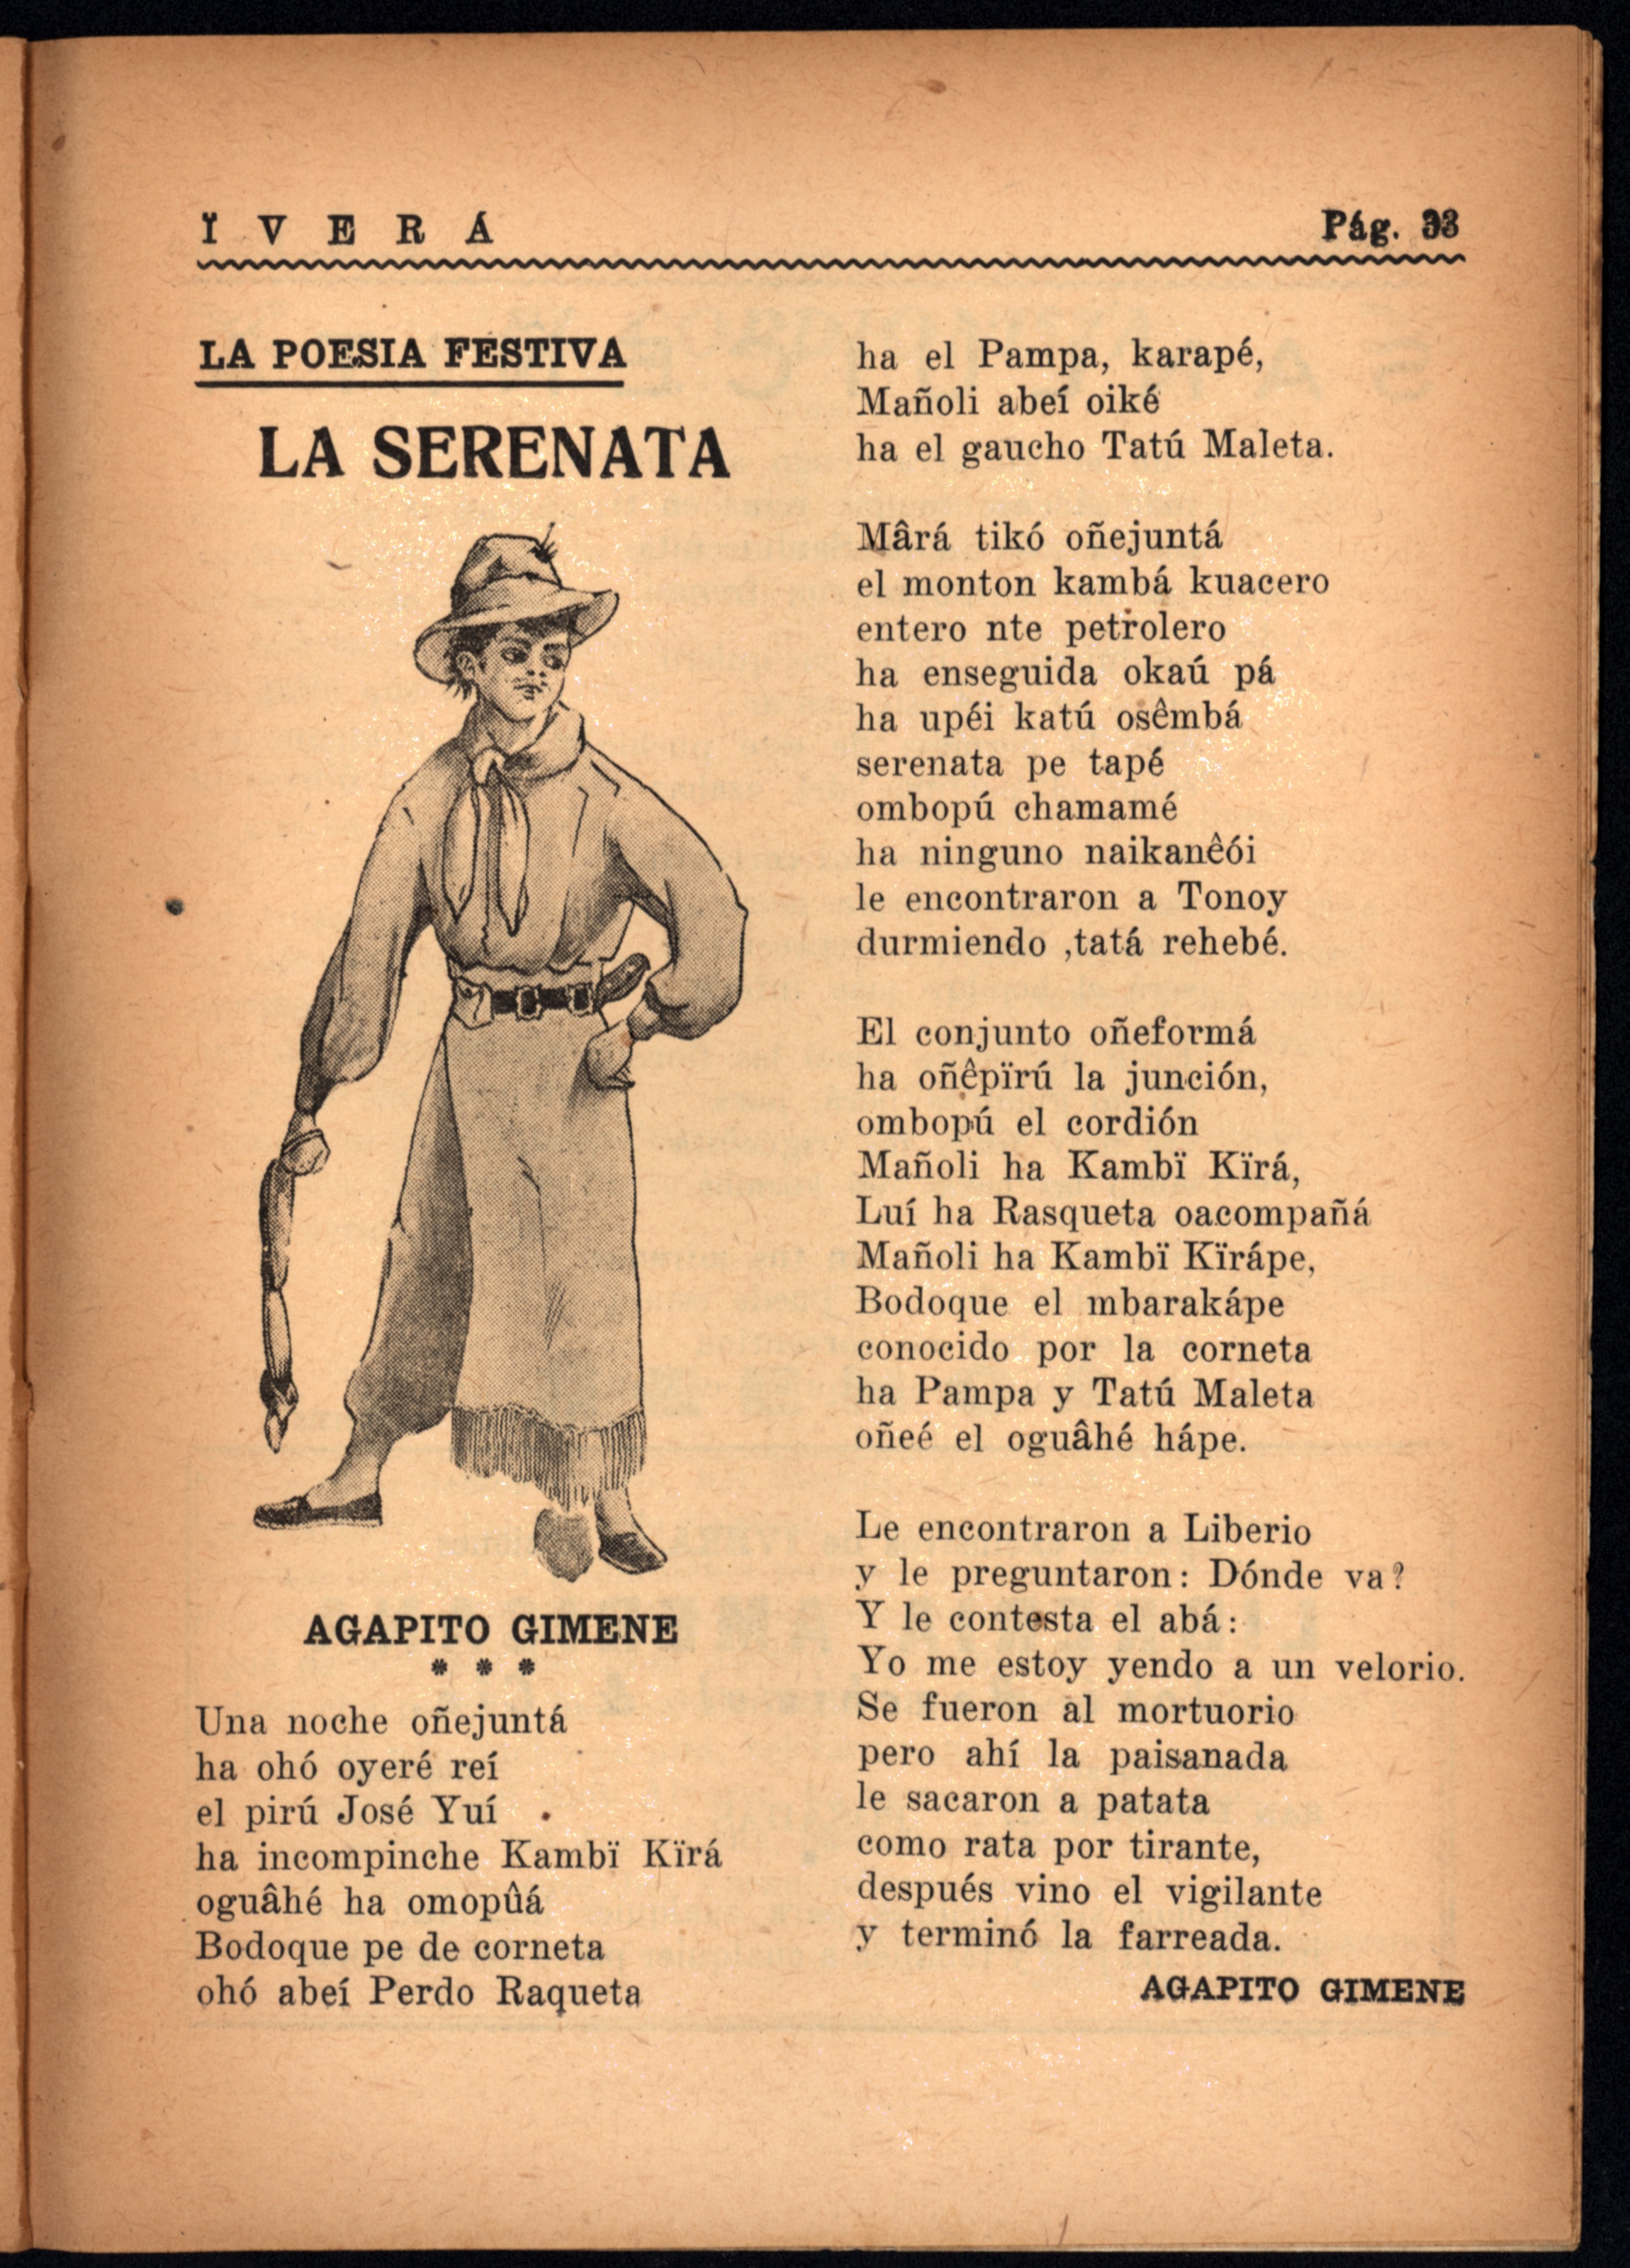 Ï V E R Á
Pág. 33
LA POESIA FESTIVA
LA SERENATA
AGAPITO GIMENE
* * *
Una noche oñejuntá
ha ohó oyeré reí
el pirú José Yuí
ha incompinche Kambï Kïrá
oguâhé ha omopûá
Bodoque pe de corneta
ohó abeí Perdo Raqueta
ha el Pampa, karapé,
Mañoli abeí oiké
ha el gaucho Tatú Maleta.
Mârá tikó oñejuntá
el monton kambá kuacero
entero nte petrolero
ha enseguida okaú pá
ha upéi katú osêmbá
serenata pe tapé
ombopú chamamé
ha ninguno naikanêói
le encontraron a Tonoy
durmiendo ,tatá rehebé.
El conjunto oñeformá
ha oñêpïrú la junción,
ombopú el cordión
Mañoli ha Kambï Kïrá,
Luí ha Rasqueta oacompañá
Mañoli ha Kambï Kïrápe,
Bodoque el mbarakápe
conocido por la corneta
ha Pampa y Tatú Maleta
oñeé el oguâhé hápe.
Le encontraron a Liberio
y le preguntaron: Dónde va?
Y le contesta el abá:
Yo me estoy yendo a un velorio.
Se fueron al mortuorio
pero ahí la paisanada
le sacaron a patata
como rata por tirante,
después vino el vigilante
y terminó la farreada.
AGAPITO GIMENE